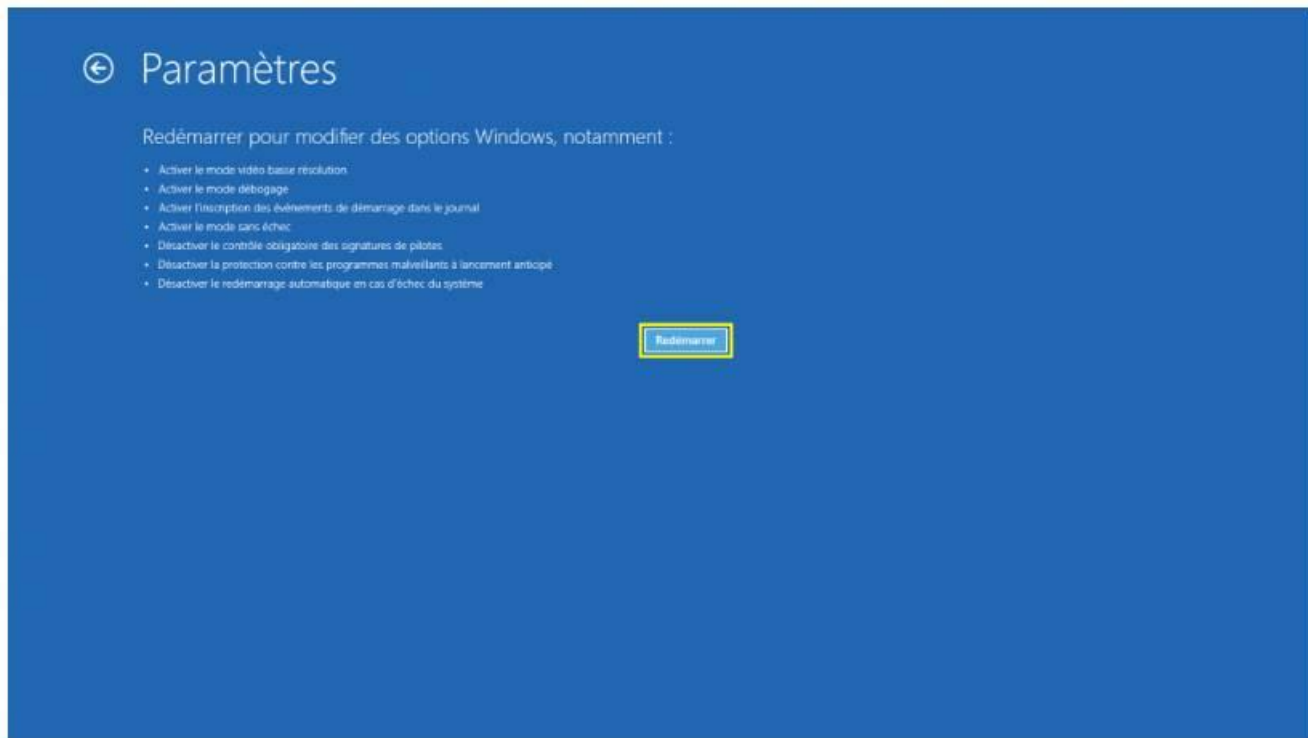 Paramètres
Redémarrer pour modifier des options Windows, notamment :
• Activer le mode vidéo basse résolution
• Activer le mode débogage
• Activer l'inscription des événements de démarrage dans le journal
• Activer le mode sans échec
• Désactiver le contrôle obligatoire des signatures de pilotes
• Désactiver la protection contre les programmes malveillants à lancement anticipé
• Désactiver le redémarrage automatique en cas d'échec du système
Redémarrer